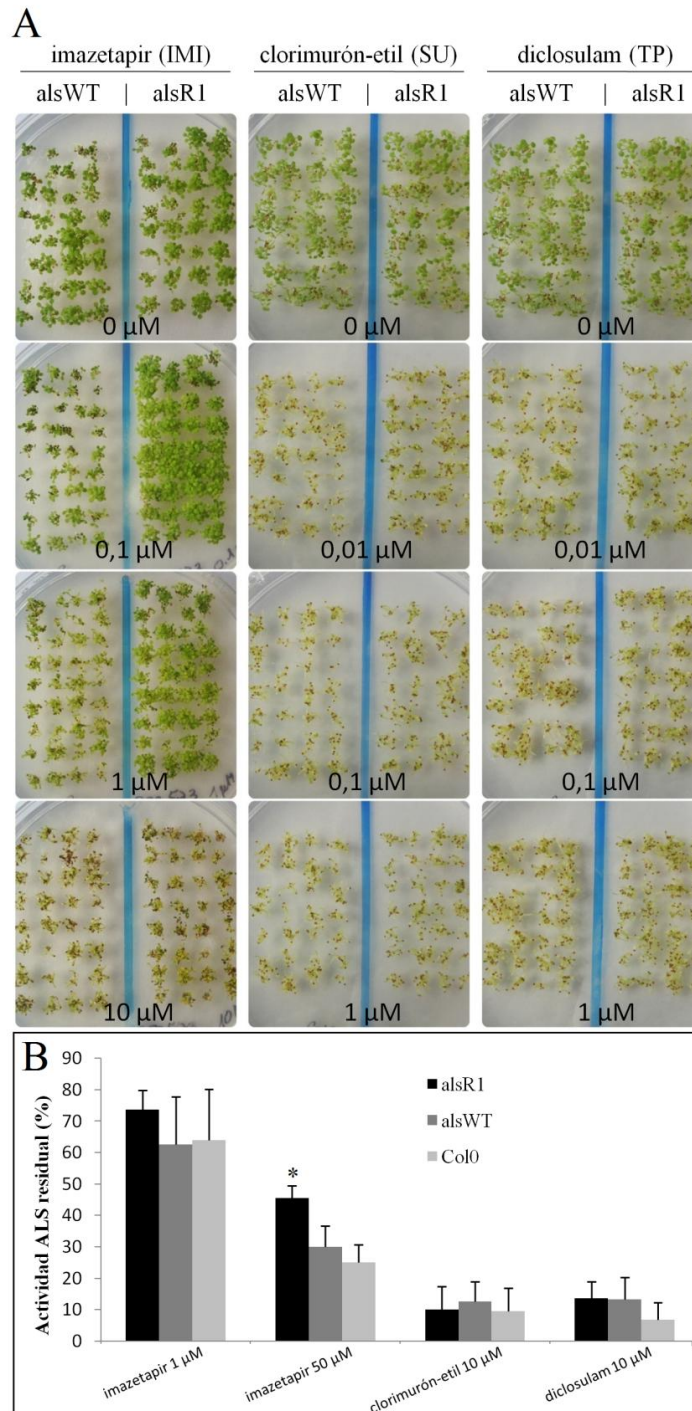 A
imazetapir (IMI) clorimurón-etil (SU) diclosulam (TP)
alsWT | alsR1 alsWT | alsR1 alsWT | alsR1
0 µM 0 µM 0 µM
0,1 µM 0,01 µM 0,01 µM
1 µM 0,1 µM 0,1 µM
10 µM 1 µM 1 µM
B
Actividad ALS residual (%)
90
80
70
60
50
40
30
20
10
0
*
alsR1
alsWT
Col0
imazetapir 1 µM imazetapir 50 µM clorimurón-etil 10 µM diclosulam 10 µM